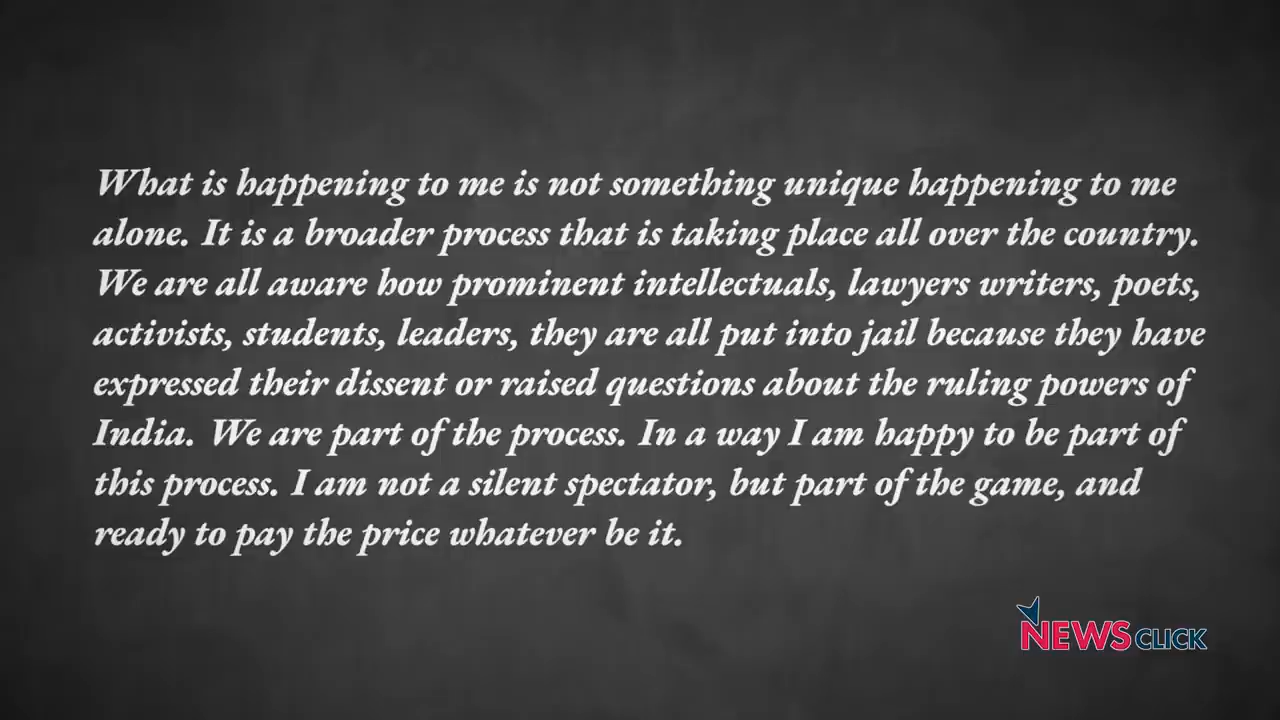 What is happening to me is not something unique happening to me
alone. It is a broader process that is taking place all over the country.
We are all aware how prominent intellectuals, lawyers writers, poets,
activists, students, leaders, they are all put into jail because they have
expressed their dissent or raised questions about the ruling powers of
India. We are part of the process. In a way I am happy to be part of
this process. I am not a silent spectator, but part of the game, and
ready to pay the price whatever be it.
NEWSCLICK